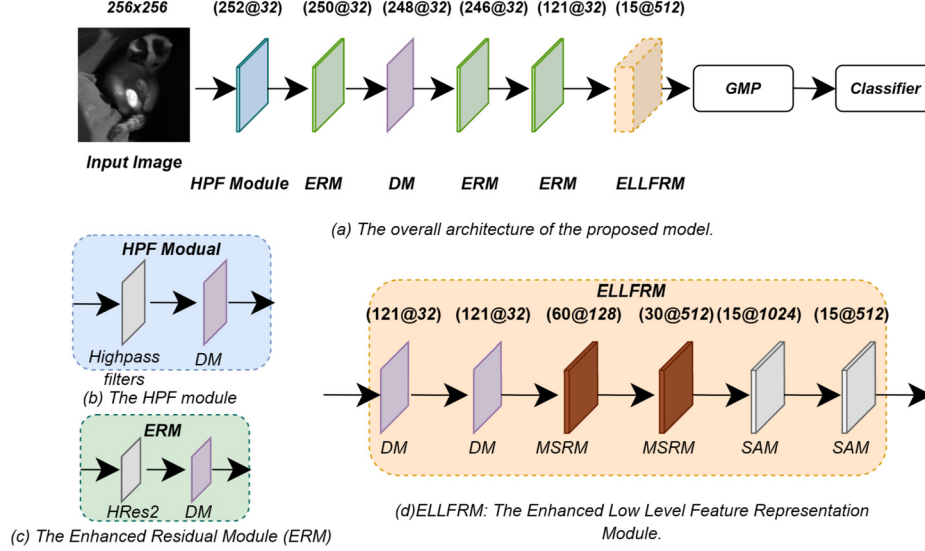 256x256 (252@32) (250@32) (248@32) (246@32) (121@32) (15@512)
GMP Classifier
Input Image
HPF Module ERM DM ERM ERM ELLFRM
(a) The overall architecture of the proposed model.
HPF Modual
Highpass filters DM
(b) The HPF module
ERM
HRes2 DM
(c) The Enhanced Residual Module (ERM)
ELLFRM
(121@32) (121@32) (60@128) (30@512) (15@1024) (15@512)
DM DM MSRM MSRM SAM SAM
(d)ELLFRM: The Enhanced Low Level Feature Representation
Module.